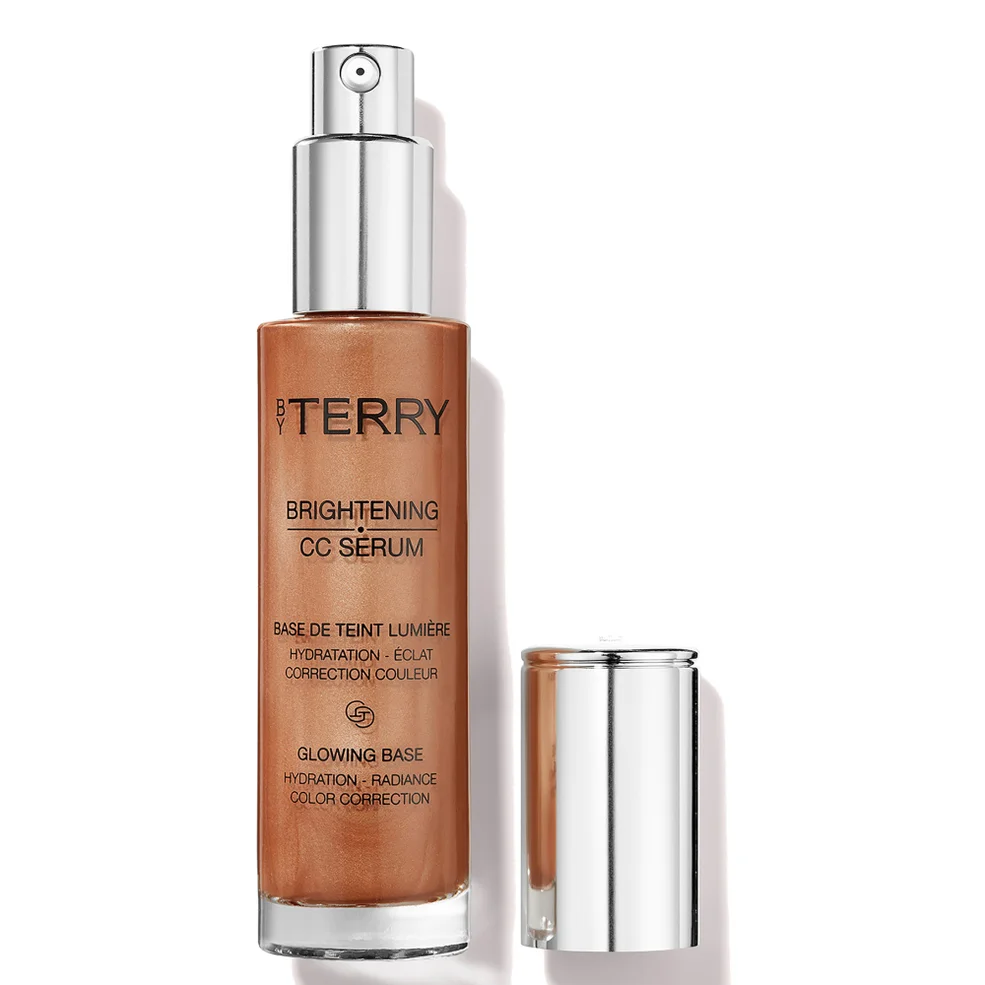 BY TERRY
BRIGHTENING
CC SERUM
BASE DE TEINT LUMIÈRE
HYDRATATION - ÉCLAT
CORRECTION COULEUR
GLOWING BASE
HYDRATION - RADIANCE
COLOR CORRECTION